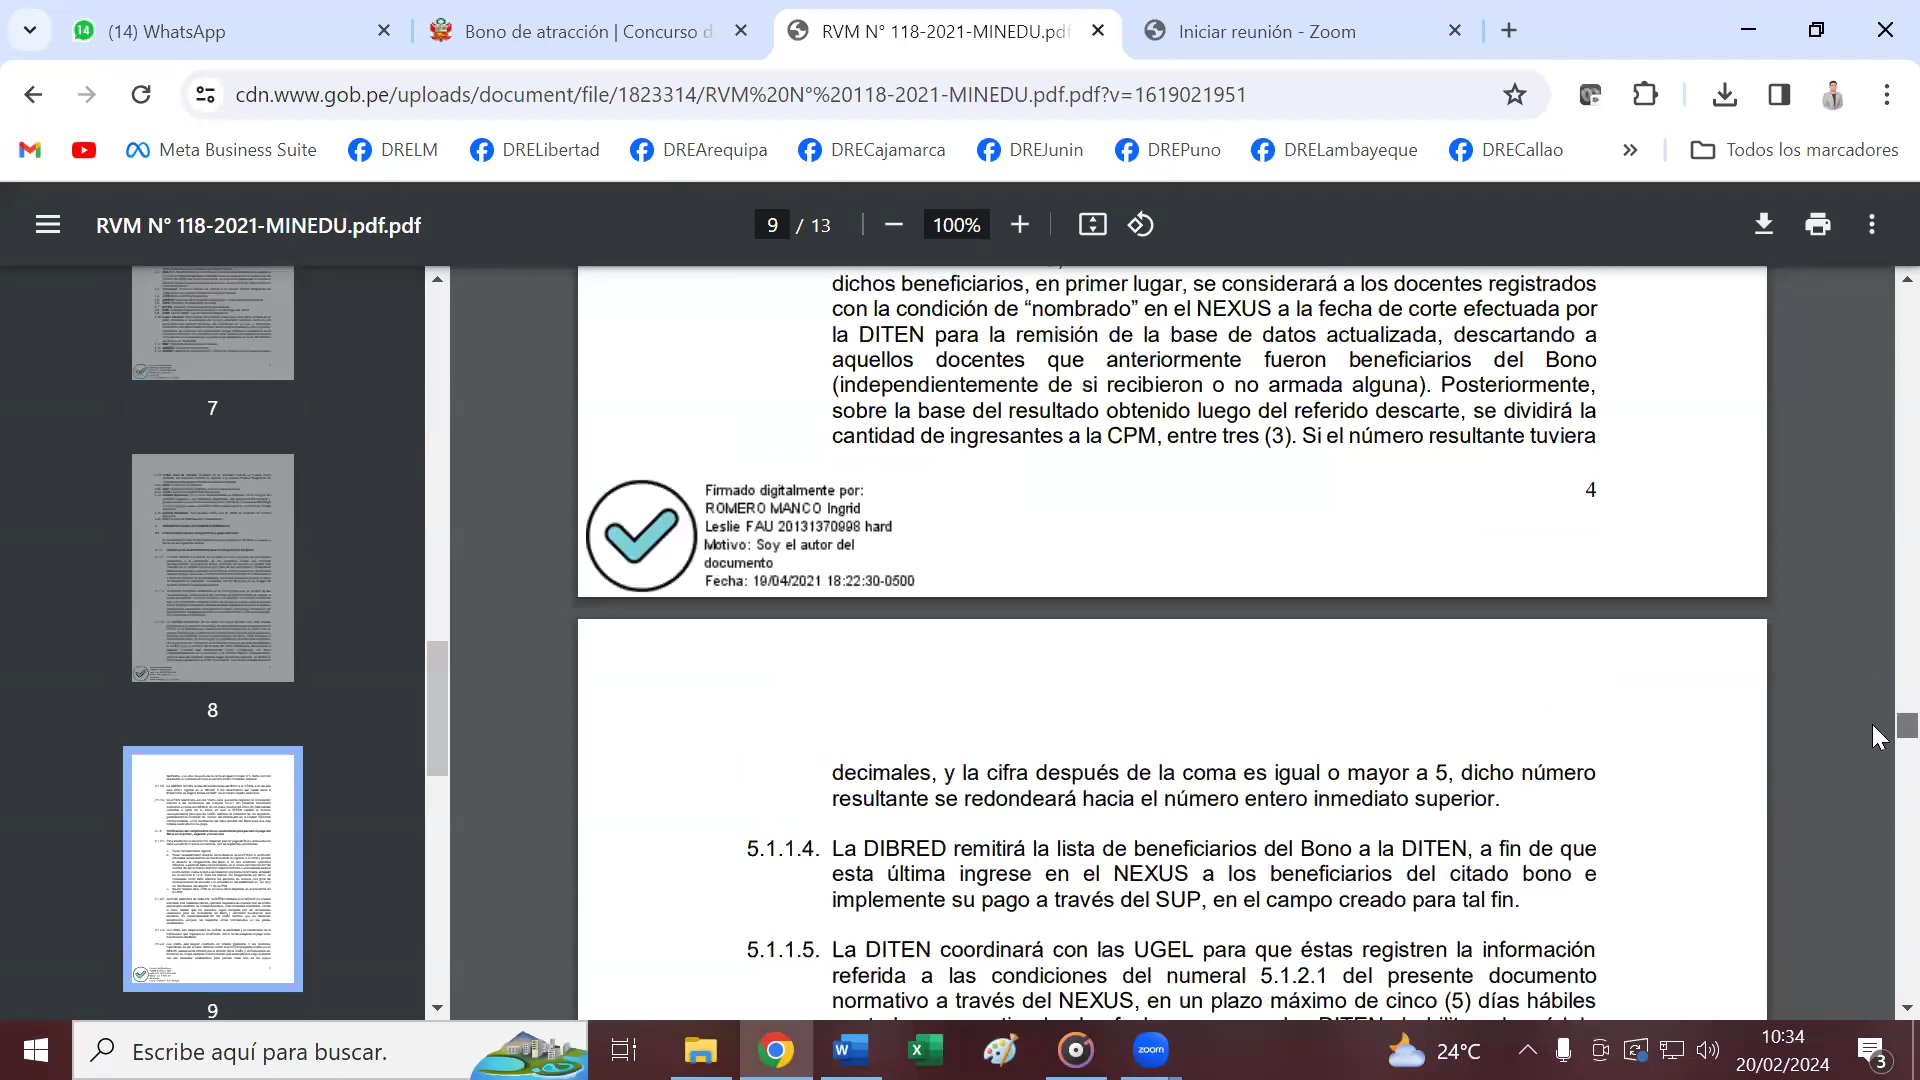 14
(14) WhatsApp
Bono de atracción | Concurso d
RVM N° 118-2021-MINEDU.pdf
Iniciar reunión - Zoom
cdn.www.gob.pe/uploads/document/file/1823314/RVM%20N°%20118-2021-MINEDU.pdf.pdf?v=1619021951
Meta Business Suite
DRELM
DRELibertad
DREArequipa
DRECajamarca
DREJunin
DREPuno
DRELambayeque
DRECallao
Todos los marcadores
RVM N° 118-2021-MINEDU.pdf.pdf
9 / 13
100%
7
8
9
dichos beneficiarios, en primer lugar, se considerará a los docentes registrados
con la condición de “nombrado” en el NEXUS a la fecha de corte efectuada por
la DITEN para la remisión de la base de datos actualizada, descartando a
aquellos docentes que anteriormente fueron beneficiarios del Bono
(independientemente de si recibieron o no armada alguna). Posteriormente,
sobre la base del resultado obtenido luego del referido descarte, se dividirá la
cantidad de ingresantes a la CPM, entre tres (3). Si el número resultante tuviera
Firmado digitalmente por:
ROMERO MANCO Ingrid
Leslie FAU 20131370998 hard
Motivo: Soy el autor del
documento
Fecha: 19/04/2021 18:22:30-0500
4
decimales, y la cifra después de la coma es igual o mayor a 5, dicho número
resultante se redondeará hacia el número entero inmediato superior.
5.1.1.4. La DIBRED remitirá la lista de beneficiarios del Bono a la DITEN, a fin de que
esta última ingrese en el NEXUS a los beneficiarios del citado bono e
implemente su pago a través del SUP, en el campo creado para tal fin.
5.1.1.5. La DITEN coordinará con las UGEL para que éstas registren la información
referida a las condiciones del numeral 5.1.2.1 del presente documento
normativo a través del NEXUS, en un plazo máximo de cinco (5) días hábiles
Escribe aquí para buscar.
zoom
24°C
10:34
20/02/2024
3